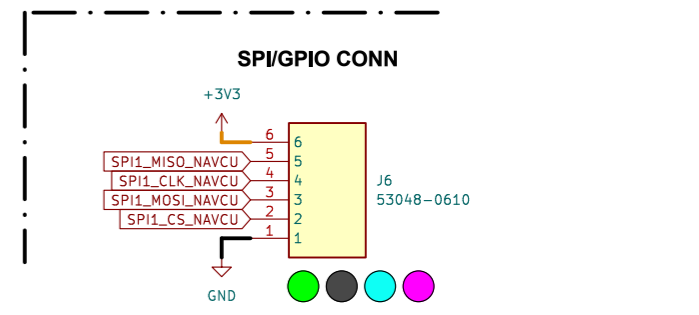 SPI/GPIO CONN
+3V3
6 6
SPI1_MISO_NAVCU 5 5
SPI1_CLK_NAVCU 4 4
J6
SPI1_MOSI_NAVCU 3 3
53048-0610
SPI1_CS_NAVCU 2 2
1 1
GND